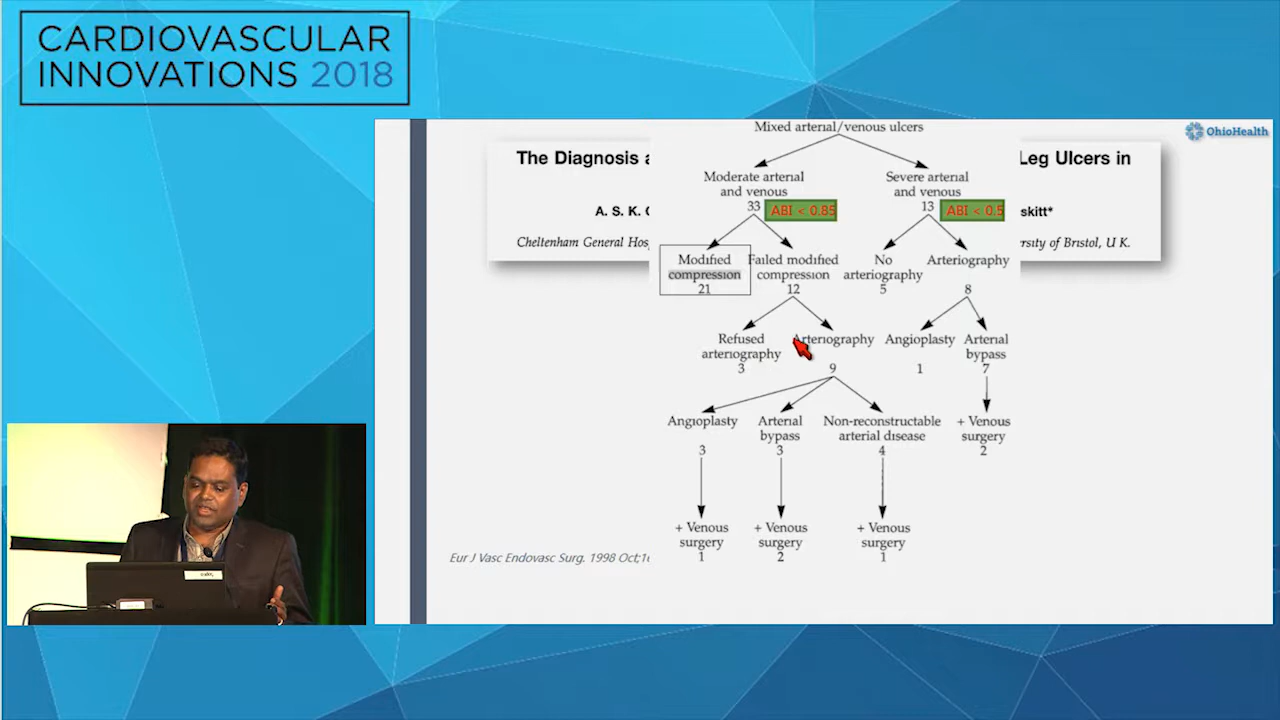 CARDIOVASCULAR
INNOVATIONS 2018
OhioHealth
The Diagnosis
Leg Ulcers in
A. S. K.
skitt*
Cheltenham General
of Bristol, U K.
Mixed arterial/venous ulcers
Moderate arterial
and venous
33
ABI < 0.85
Severe arterial
and venous
13
ABI < 0.5
Modified
compression
21
Failed modified
compression
12
No
arteriography
5
Arteriography
8
Refused
arteriography
3
Arteriography
9
Angioplasty
1
Arterial
bypass
7
Angioplasty
3
Arterial
bypass
3
Non-reconstructable
arterial disease
4
+ Venous
surgery
2
+ Venous
surgery
1
+ Venous
surgery
2
+ Venous
surgery
1
Eur J Vasc Endovasc Surg. 1998 Oct;